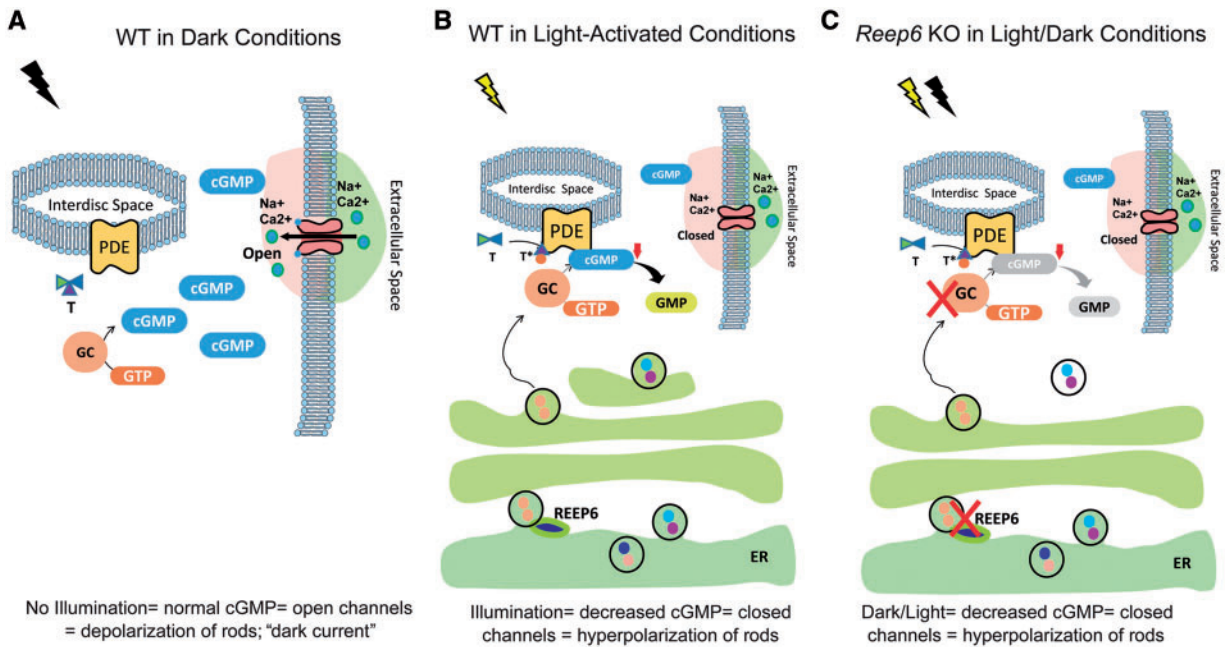 A
WT in Dark Conditions
cGMP
Interdisc Space
PDE
Na+
Ca2+
Open
Na+
Ca2+
Extracellular Space
T
cGMP
cGMP
cGMP
GC
GTP
No Illumination= normal cGMP= open channels
= depolarization of rods; “dark current”
B
WT in Light-Activated Conditions
cGMP
Interdisc Space
PDE
Na+
Ca2+
Closed
Na+
Ca2+
Extracellular Space
T
T*
cGMP
GC
GTP
GMP
REEP6
ER
Illumination= decreased cGMP= closed
channels = hyperpolarization of rods
C
Reep6 KO in Light/Dark Conditions
cGMP
Interdisc Space
PDE
Na+
Ca2+
Closed
Na+
Ca2+
Extracellular Space
T
T*
cGMP
GC
GTP
GMP
REEP6
ER
Dark/Light= decreased cGMP= closed
channels = hyperpolarization of rods